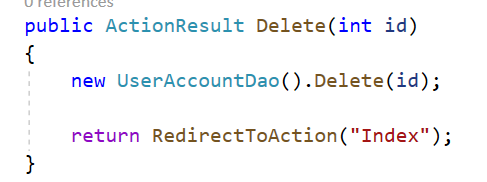 0 references
public ActionResult Delete(int id)
{
new UserAccountDao().Delete(id);
return RedirectToAction("Index");
}